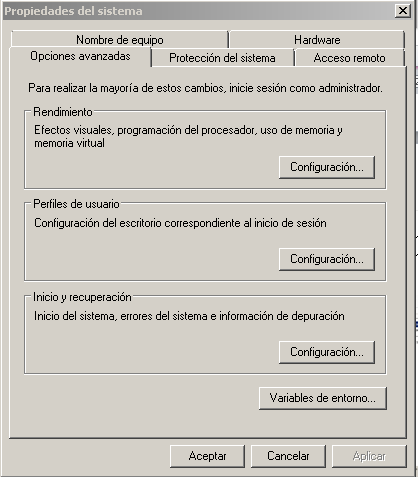 Propiedades del sistema
Nombre de equipo Hardware
Opciones avanzadas Protección del sistema Acceso remoto
Para realizar la mayoría de estos cambios, inicie sesión como administrador.
Rendimiento
Efectos visuales, programación del procesador, uso de memoria y
memoria virtual
Configuración...
Perfiles de usuario
Configuración del escritorio correspondiente al inicio de sesión
Configuración...
Inicio y recuperación
Inicio del sistema, errores del sistema e información de depuración
Configuración...
Variables de entorno...
Aceptar Cancelar Aplicar